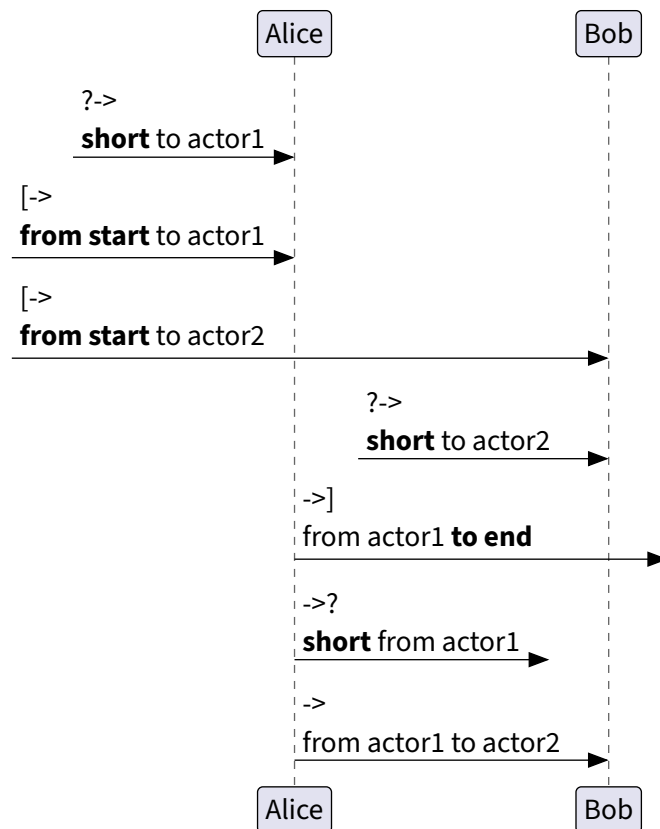 Alice Bob
?->
short to actor1
[->
from start to actor1
[->
from start to actor2
?->
short to actor2
->]
from actor1 to end
->?
short from actor1
->
from actor1 to actor2
Alice Bob